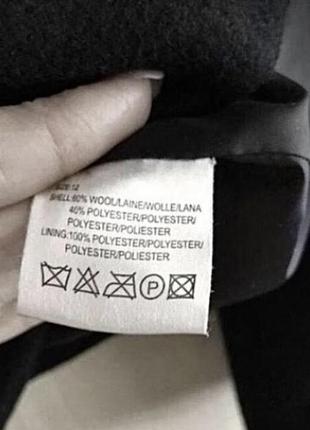 SIZE:12
SHELL:60% WOOL/LAINE/WOLLE/LANA
40% POLYESTER/POLYESTER/
POLYESTER/POLIESTER
LINING:100% POLYESTER/POLYESTER/
POLYESTER/POLIESTER